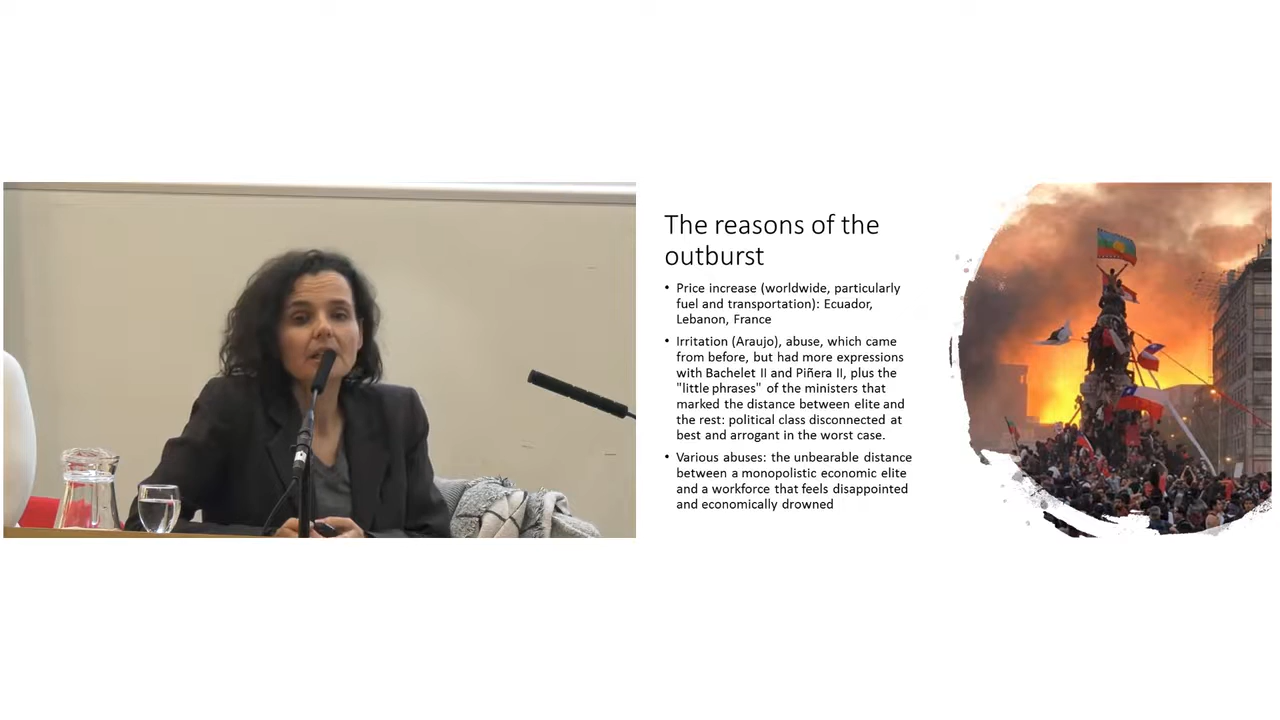 The reasons of the
outburst
• Price increase (worldwide, particularly
fuel and transportation): Ecuador,
Lebanon, France
• Irritation (Araujo), abuse, which came
from before, but had more expressions
with Bachelet II and Piñera II, plus the
"little phrases" of the ministers that
marked the distance between elite and
the rest: political class disconnected at
best and arrogant in the worst case.
• Various abuses: the unbearable distance
between a monopolistic economic elite
and a workforce that feels disappointed
and economically drowned